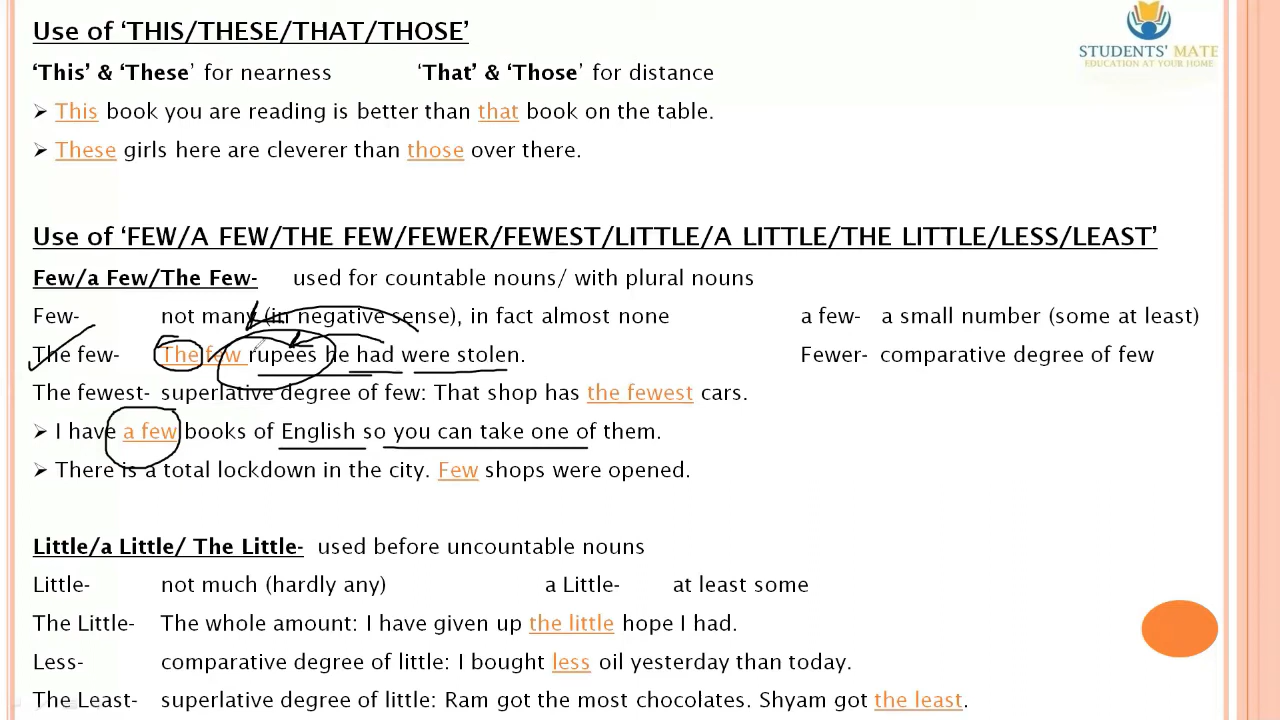 Use of ‘THIS/THESE/THAT/THOSE’
STUDENTS' MATE
EDUCATION AT YOUR HOME
‘This’ & ‘These’ for nearness ‘That’ & ‘Those’ for distance
➢ This book you are reading is better than that book on the table.
➢ These girls here are cleverer than those over there.
Use of ‘FEW/A FEW/THE FEW/FEWER/FEWEST/LITTLE/A LITTLE/THE LITTLE/LESS/LEAST’
Few/a Few/The Few- used for countable nouns/ with plural nouns
Few- not many (in negative sense), in fact almost none a few- a small number (some at least)
The few- The few rupees he had were stolen. Fewer- comparative degree of few
The fewest- superlative degree of few: That shop has the fewest cars.
➢ I have a few books of English so you can take one of them.
➢ There is a total lockdown in the city. Few shops were opened.
Little/a Little/ The Little- used before uncountable nouns
Little- not much (hardly any) a Little- at least some
The Little- The whole amount: I have given up the little hope I had.
Less- comparative degree of little: I bought less oil yesterday than today.
The Least- superlative degree of little: Ram got the most chocolates. Shyam got the least.